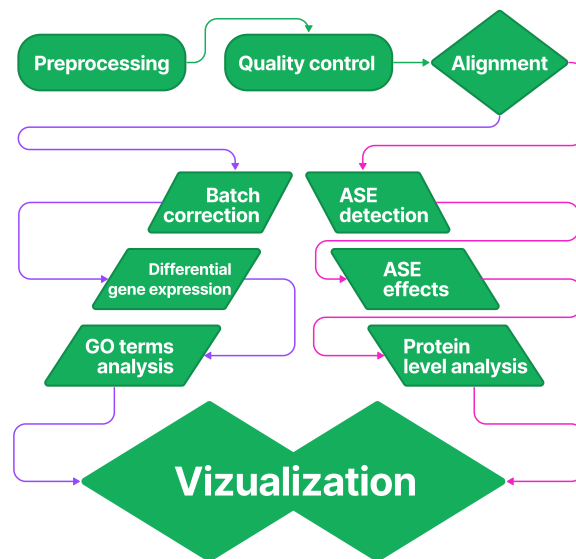 Preprocessing
Quality control
Alignment
Batch
correction
ASE
detection
Differential
gene expression
ASE
effects
GO terms
analysis
Protein
level analysis
Vizualization